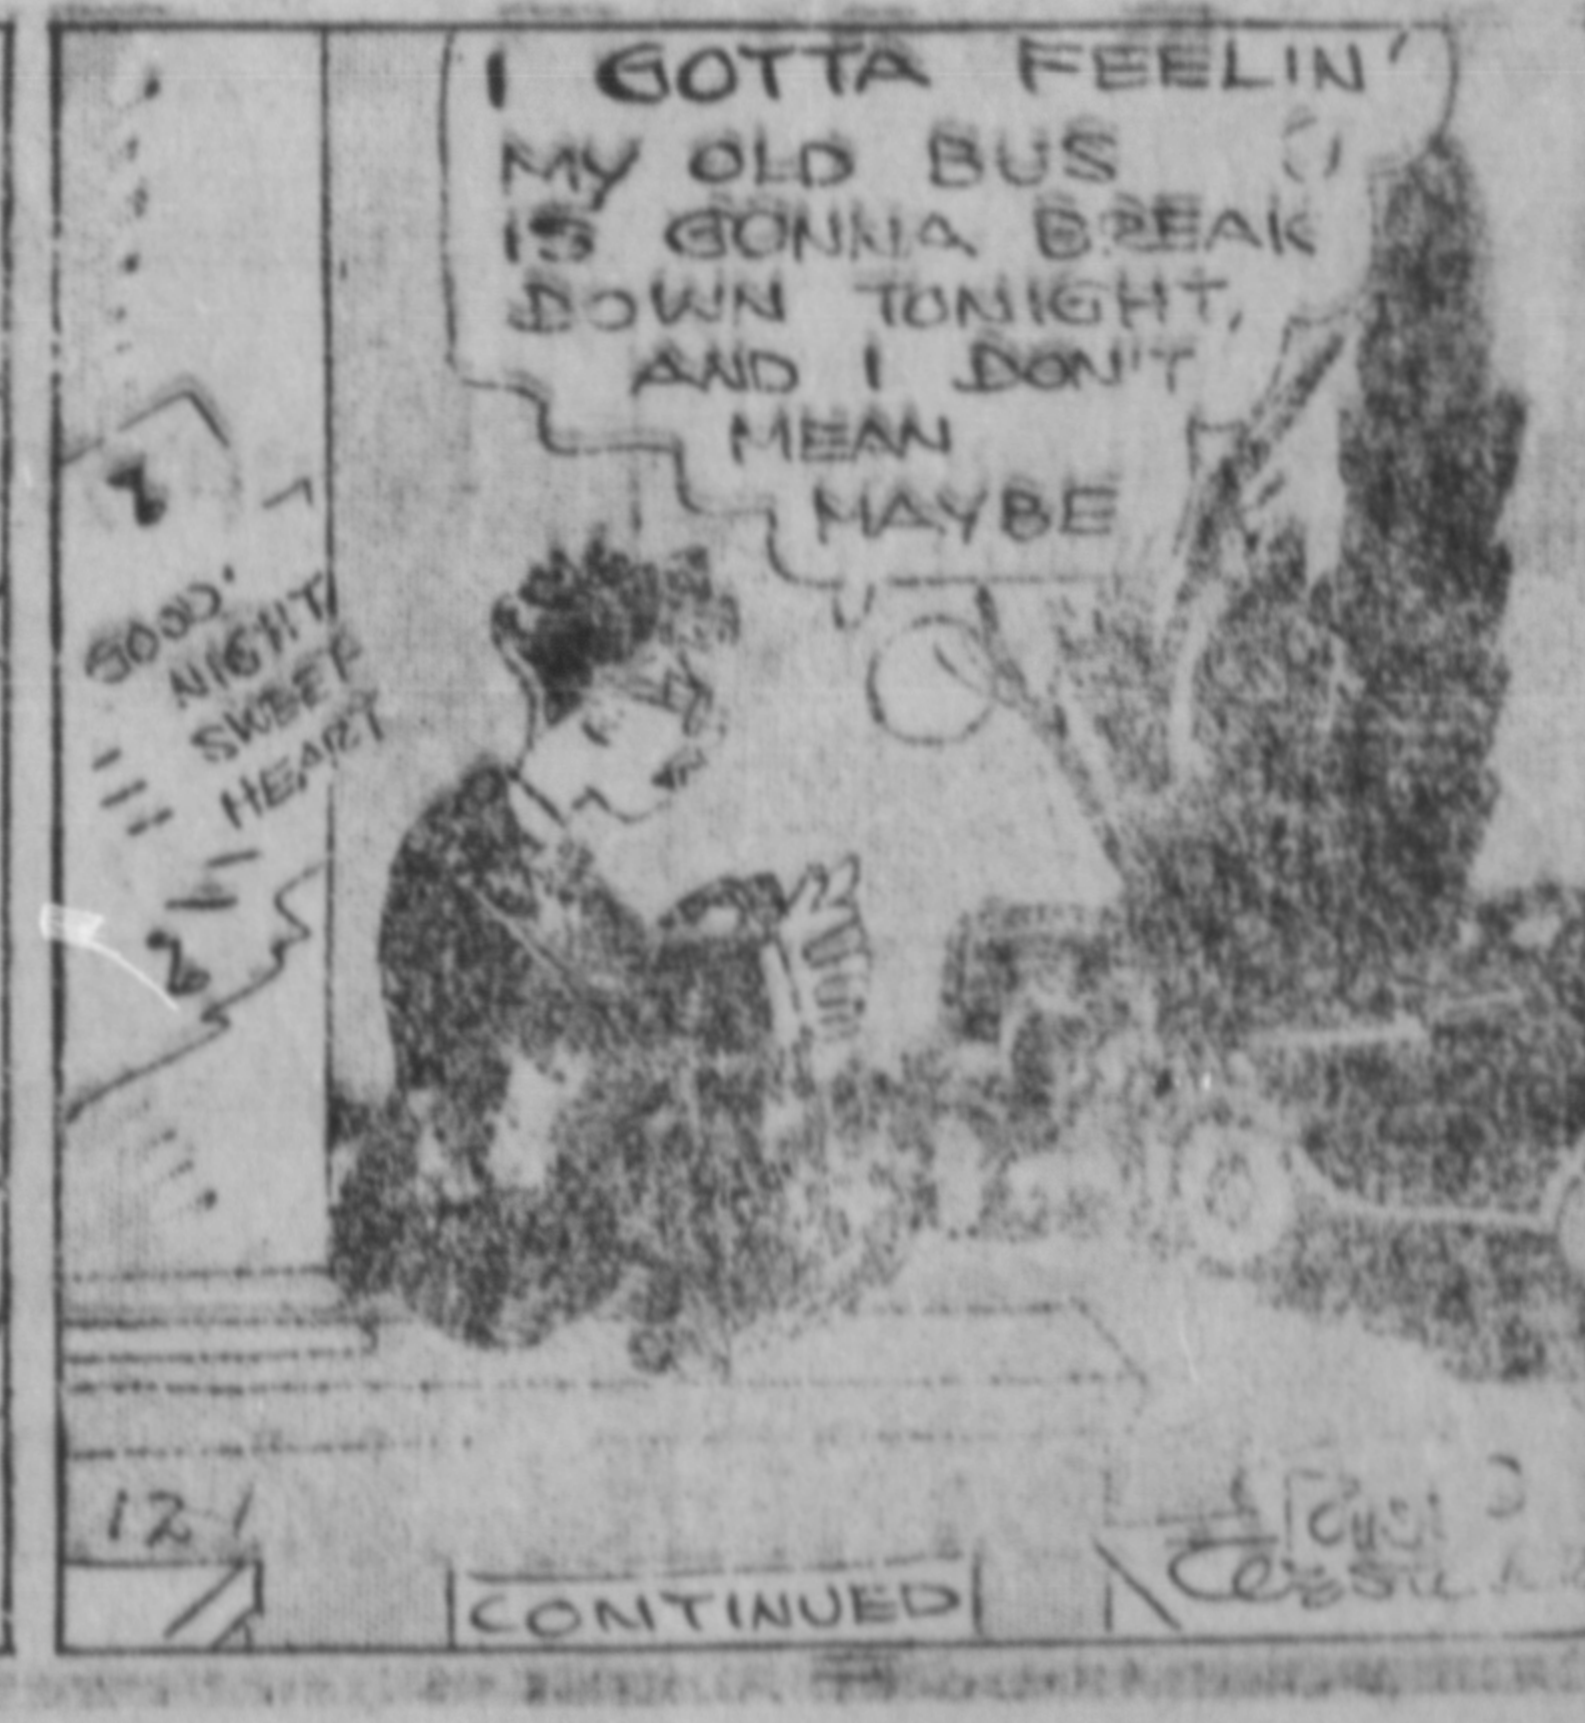 I GOTTA FEELIN'
MY OLD BUS
IS GONNA BREAK
DOWN TONIGHT,
AND I DON'T
MEAN
MAYBE
GOOD
NIGHT
SWEET
HEART
12-1
CONTINUED